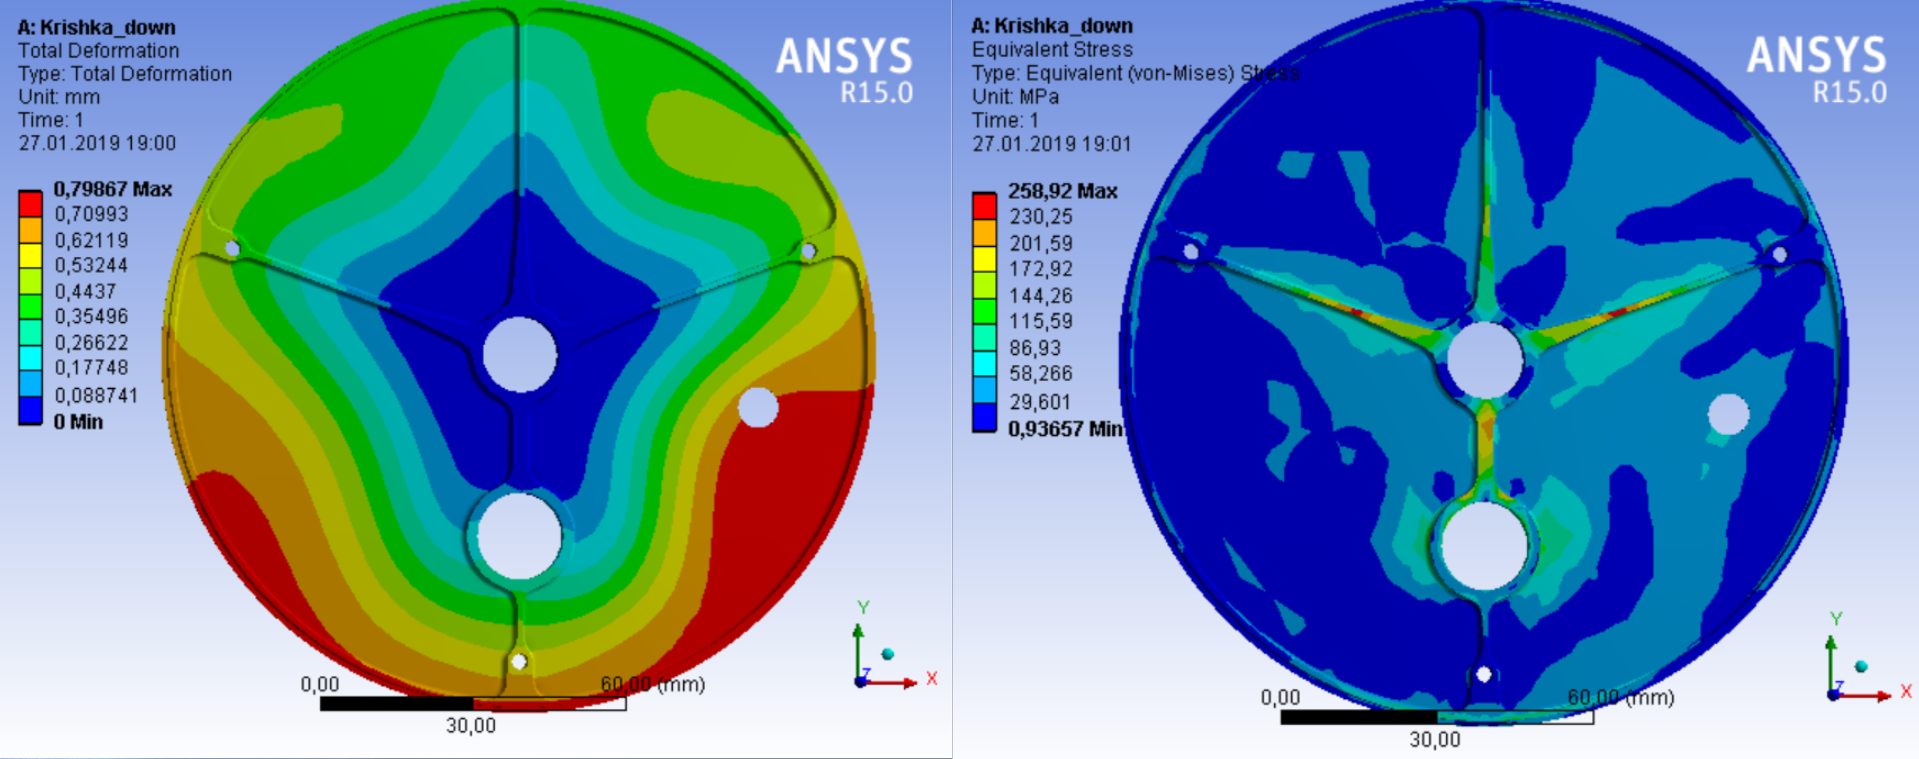 A: Krishka_down
Total Deformation
Type: Total Deformation
Unit: mm
Time: 1
27.01.2019 19:00
ANSYS
R15.0
0,79867 Max
0,70993
0,62119
0,53244
0,4437
0,35496
0,26622
0,17748
0,088741
0 Min
0,00
60,00 (mm)
30,00
Y
X
Z
A: Krishka_down
Equivalent Stress
Type: Equivalent (von-Mises) Stress
Unit: MPa
Time: 1
27.01.2019 19:01
ANSYS
R15.0
258,92 Max
230,25
201,59
172,92
144,26
115,59
86,93
58,266
29,601
0,93657 Min
0,00
60,00 (mm)
30,00
Y
X
Z